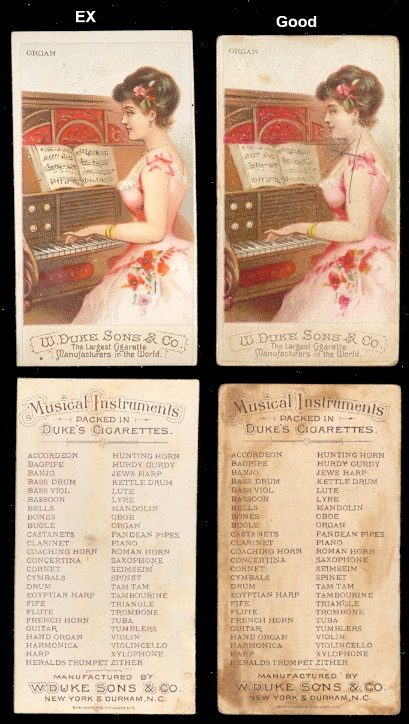 EX
Good
ORGAN
W. DUKE SONS & CO.
The Largest Cigarette
Manufacturers in the World.
ORGAN
W. DUKE SONS & CO.
The Largest Cigarette
Manufacturers in the World.
Musical Instruments
PACKED IN
DUKE'S CIGARETTES.
ACCORDEON HUNTING HORN
BAGPIPE HURDY GURDY
BANJO JEWS HARP
BASS DRUM KETTLE DRUM
BASS VIOL LUTE
BASSOON LYRE
BELLS MANDOLIN
BONES OBOE
BUGLE ORGAN
CASTANETS PANDEAN PIPES
CLARINET PIANO
COACHING HORN ROMAN HORN
CONCERTINA SAXOPHONE
CORNET SEIMSEIM
CYMBALS SPINET
DRUM TAM TAM
EGYPTIAN HARP TAMBOURINE
FIFE TRIANGLE
FLUTE TROMBONE
FRENCH HORN TUBA
GUITAR TUMBLERS
HAND ORGAN VIOLIN
HARMONICA VIOLINCELLO
HARP XYLOPHONE
HERALDS TRUMPET ZITHER
MANUFACTURED BY
W. DUKE SONS & CO.
NEW YORK & DURHAM, N.C.
Musical Instruments
PACKED IN
DUKE'S CIGARETTES.
ACCORDEON HUNTING HORN
BAGPIPE HURDY GURDY
BANJO JEWS HARP
BASS DRUM KETTLE DRUM
BASS VIOL LUTE
BASSOON LYRE
BELLS MANDOLIN
BONES OBOE
BUGLE ORGAN
CASTANETS PANDEAN PIPES
CLARINET PIANO
COACHING HORN ROMAN HORN
CONCERTINA SAXOPHONE
CORNET SEIMSEIM
CYMBALS SPINET
DRUM TAM TAM
EGYPTIAN HARP TAMBOURINE
FIFE TRIANGLE
FLUTE TROMBONE
FRENCH HORN TUBA
GUITAR TUMBLERS
HAND ORGAN VIOLIN
HARMONICA VIOLINCELLO
HARP XYLOPHONE
HERALDS TRUMPET ZITHER
MANUFACTURED BY
W. DUKE SONS & CO.
NEW YORK & DURHAM, N.C.